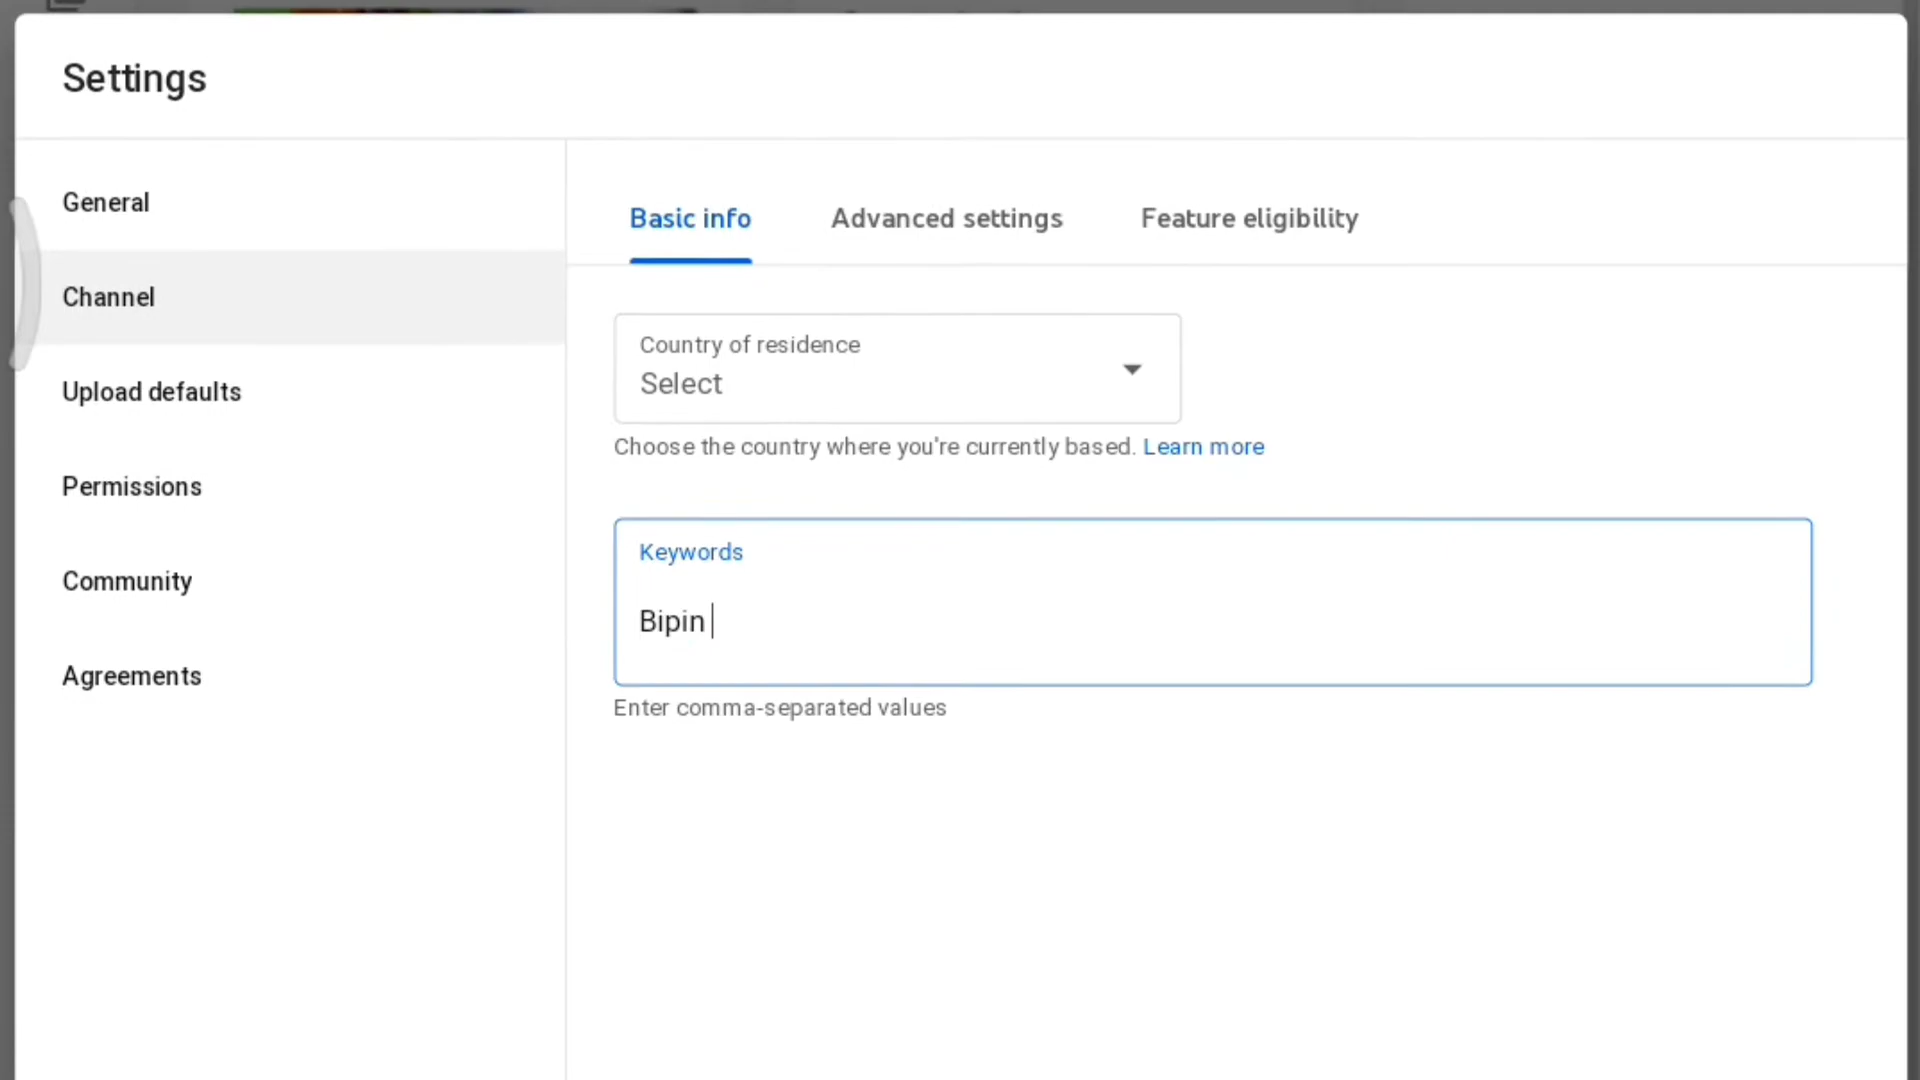 Settings
General
Channel
Upload defaults
Permissions
Community
Agreements
Basic info
Advanced settings
Feature eligibility
Country of residence
Select
Choose the country where you're currently based. Learn more
Keywords
Bipin
Enter comma-separated values